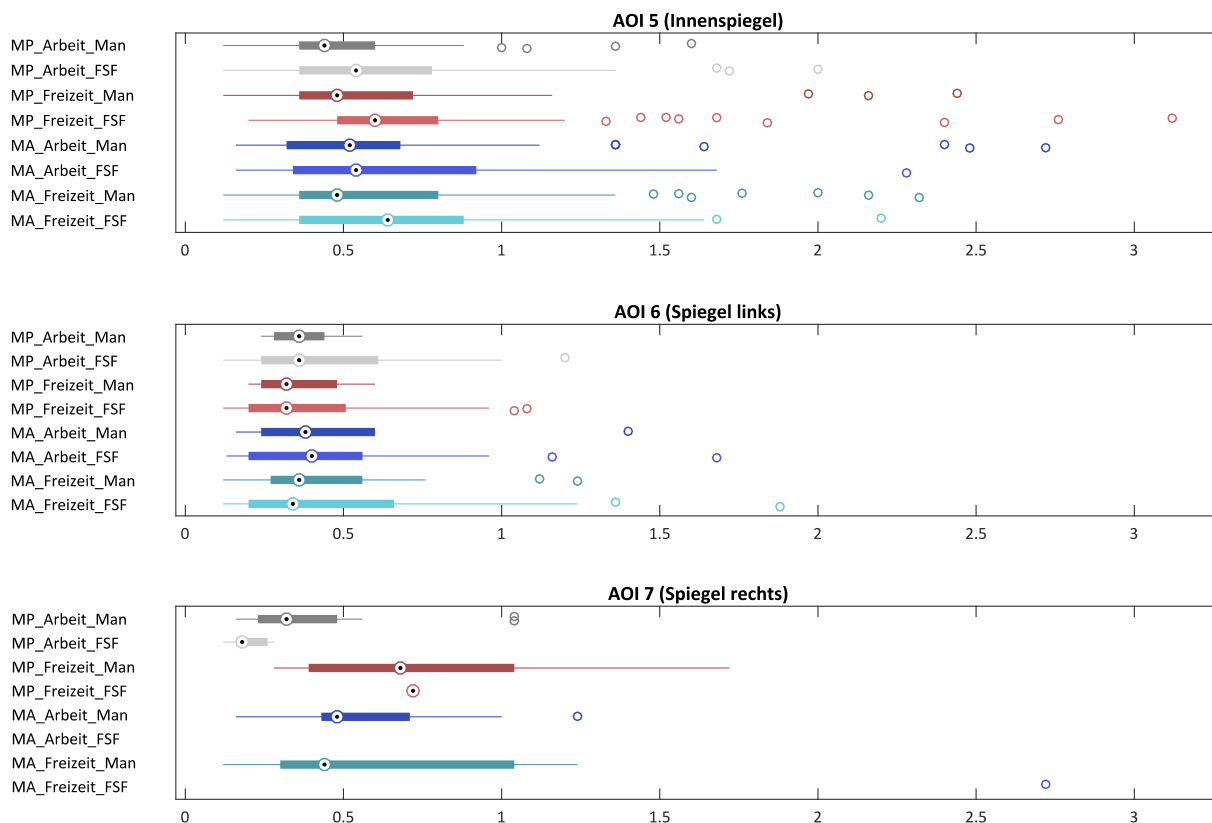 AOI 5 (Innenspiegel)
MP_Arbeit_Man
MP_Arbeit_FSF
MP_Freizeit_Man
MP_Freizeit_FSF
MA_Arbeit_Man
MA_Arbeit_FSF
MA_Freizeit_Man
MA_Freizeit_FSF
0 0.5 1 1.5 2 2.5 3
AOI 6 (Spiegel links)
MP_Arbeit_Man
MP_Arbeit_FSF
MP_Freizeit_Man
MP_Freizeit_FSF
MA_Arbeit_Man
MA_Arbeit_FSF
MA_Freizeit_Man
MA_Freizeit_FSF
0 0.5 1 1.5 2 2.5 3
AOI 7 (Spiegel rechts)
MP_Arbeit_Man
MP_Arbeit_FSF
MP_Freizeit_Man
MP_Freizeit_FSF
MA_Arbeit_Man
MA_Arbeit_FSF
MA_Freizeit_Man
MA_Freizeit_FSF
0 0.5 1 1.5 2 2.5 3